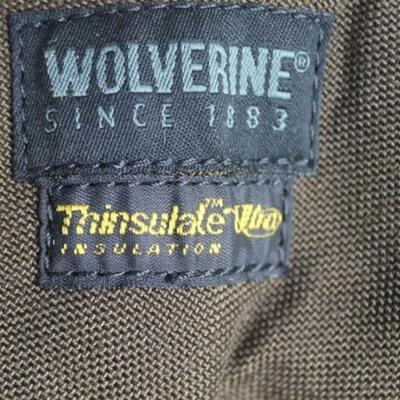 WOLVERINE®
SINCE 1883
Thinsulate™ Ultra
INSULATION